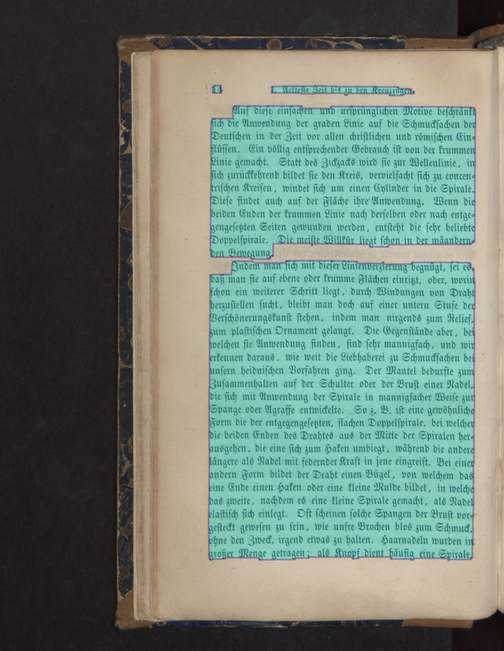 I. Aelteste Zeit bis zu den Kreuzzügen.
Auf diese einfachen und ursprünglichen Motive beschränkt
sich die Anwendung der graden Linie auf die Schmucksachen der
Deutschen in der Zeit vor allen christlichen und römischen Ein-
flüssen. Ein völlig entsprechender Gebrauch ist von der krummen
Linie gemacht. Statt des Zickzacks wird sie zur Wellenlinie, in
sich zurückkehrend bildet sie den Kreis, vervielfacht sich zu concen-
trischen Kreisen, windet sich um einen Cylinder in die Spirale.
Diese findet auch auf der Fläche ihre Anwendung. Wenn die
beiden Enden der krummen Linie nach derselben oder nach entge-
gengesetzten Seiten gewunden werden, entsteht die sehr beliebte
Doppelspirale. Die meiste Willkür liegt schon in der mäandern-
den Bewegung.
Indem man sich mit dieser Linienverzierung begnügt, sei es,
daß man sie auf ebene oder krumme Flächen einritzt, oder, worin
schon ein weiterer Schritt liegt, durch Windungen von Draht
herzustellen sucht, bleibt man doch auf einer untern Stufe der
Verschönerungskunst stehen, indem man nirgends zum Relief,
zum plastischen Ornament gelangt. Die Gegenstände aber, bei
welchen sie Anwendung finden, sind sehr mannigfach, und wir
erkennen daraus, wie weit die Liebhaberei zu Schmucksachen bei
unsern heidnischen Vorfahren ging. Der Mantel bedurfte zum
Zusammenhalten auf der Schulter oder der Brust einer Nadel,
die sich mit Anwendung der Spirale in mannigfacher Weise zur
Spange oder Agraffe entwickelte. So z. B. ist eine gewöhnliche
Form die der entgegengesetzten, flachen Doppelspirale, bei welcher
die beiden Enden des Drahtes aus der Mitte der Spiralen her-
ausgehen, die eine sich zum Haken umbiegt, während die andere
längere als Nadel mit federnder Kraft in jene eingreift. Bei einer
andern Form bildet der Draht einen Bügel, von welchem das
eine Ende einen Haken oder eine kleine Mulde bildet, in welche
das zweite, nachdem es eine kleine Spirale gemacht, als Nadel
elastisch sich einlegt. Oft scheinen solche Spangen der Brust vor-
gesteckt gewesen zu sein, wie unsre Brochen blos zum Schmuck,
ohne den Zweck, irgend etwas zu halten. Haarnadeln wurden in
großer Menge getragen; als Knopf dient häufig eine Spirale.